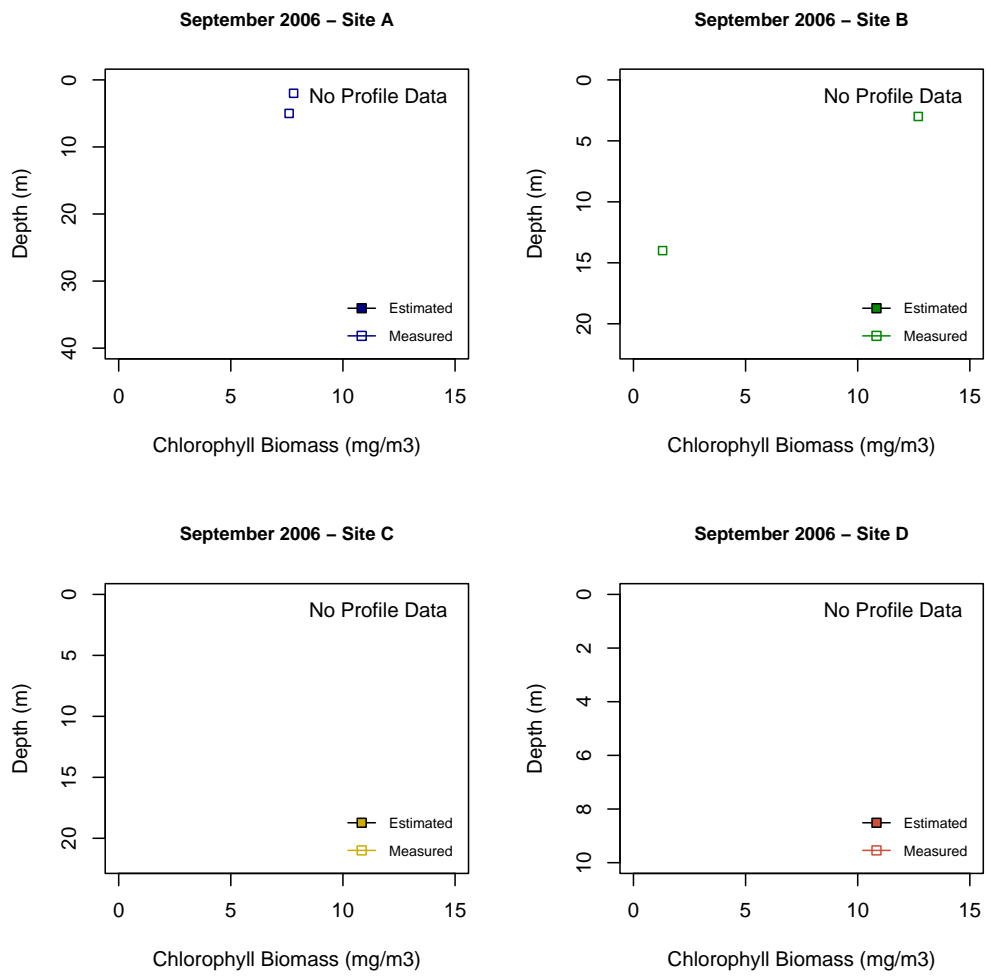 September 2006 – Site A
No Profile Data
0
10
20
30
40
Depth (m)
Estimated
Measured
0 5 10 15
Chlorophyll Biomass (mg/m3)
September 2006 – Site B
No Profile Data
0
5
10
15
20
Depth (m)
Estimated
Measured
0 5 10 15
Chlorophyll Biomass (mg/m3)
September 2006 – Site C
No Profile Data
0
5
10
15
20
Depth (m)
Estimated
Measured
0 5 10 15
Chlorophyll Biomass (mg/m3)
September 2006 – Site D
No Profile Data
0
2
4
6
8
10
Depth (m)
Estimated
Measured
0 5 10 15
Chlorophyll Biomass (mg/m3)